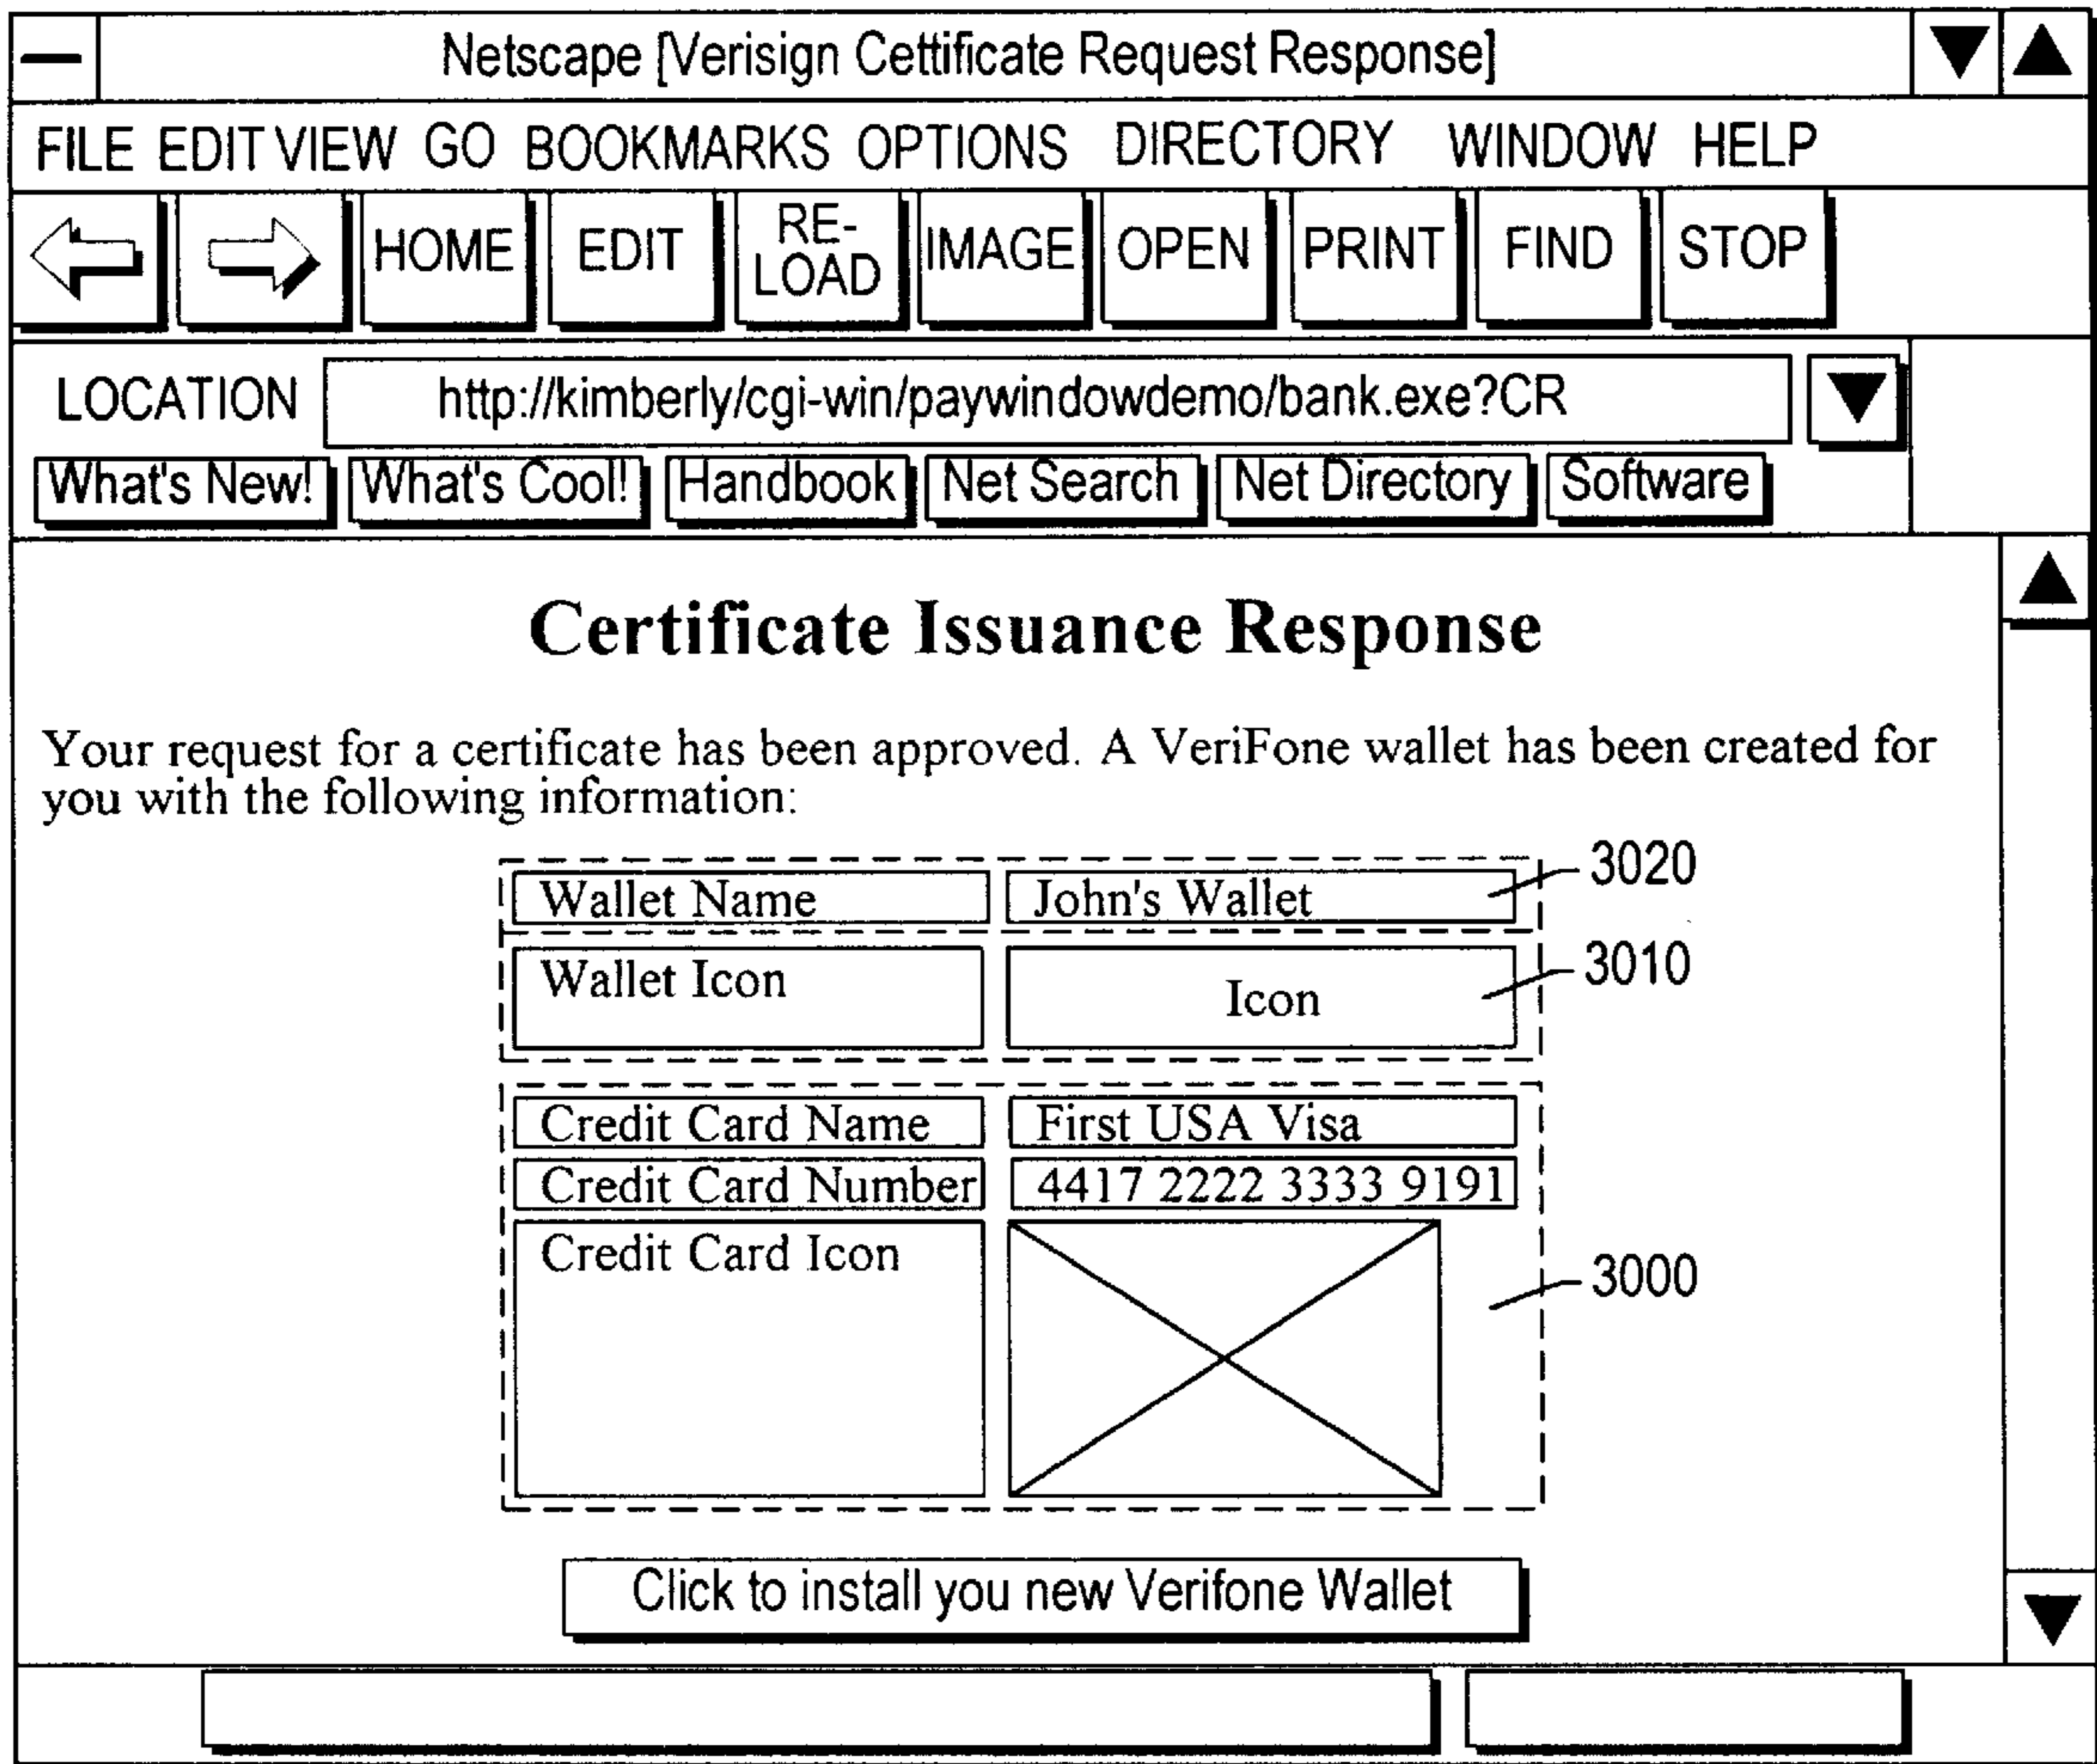 Netscape [Verisign Cettificate Request Response]
FILE EDIT VIEW GO BOOKMARKS OPTIONS DIRECTORY WINDOW HELP
HOME EDIT RE-LOAD IMAGE OPEN PRINT FIND STOP
LOCATION http://kimberly/cgi-win/paywindowdemo/bank.exe?CR
What's New! What's Cool! Handbook Net Search Net Directory Software
Certificate Issuance Response
Your request for a certificate has been approved. A VeriFone wallet has been created for
you with the following information:
Wallet Name John's Wallet 3020
Wallet Icon Icon 3010
Credit Card Name First USA Visa
Credit Card Number 4417 2222 3333 9191
Credit Card Icon 3000
Click to install you new Verifone Wallet